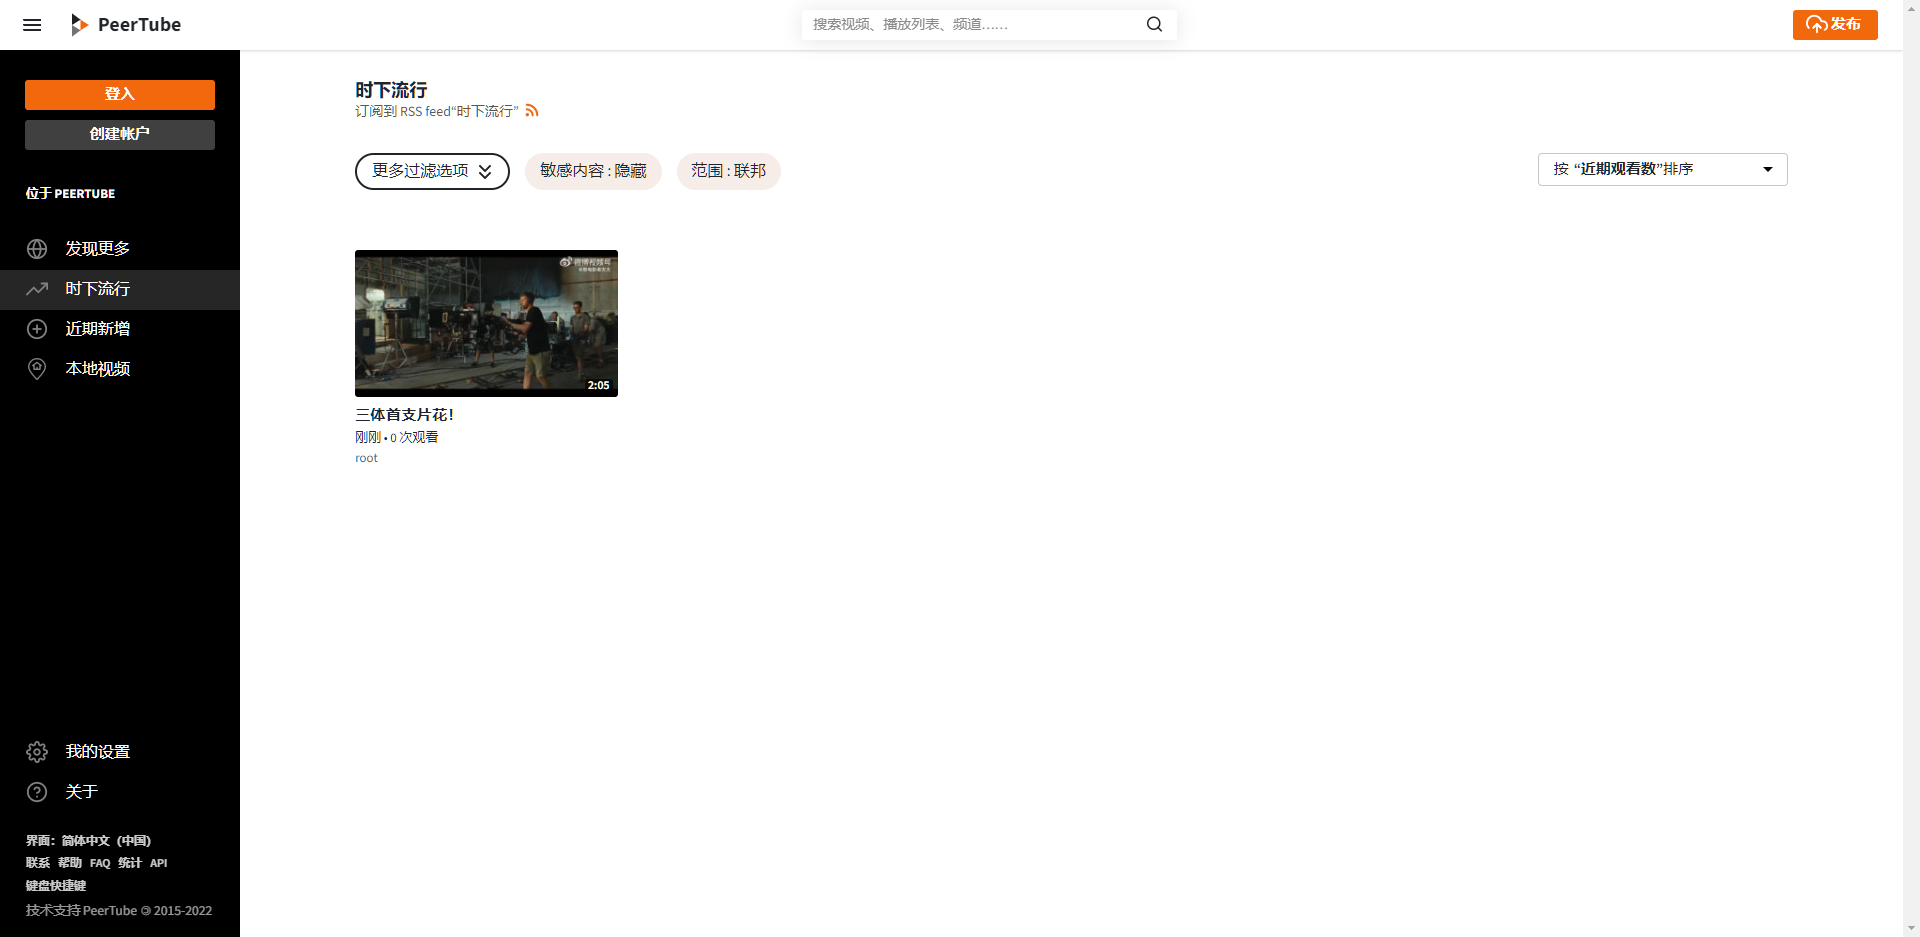 PeerTube
搜索视频、播放列表、频道……
发布
登入
创建帐户
位于 PEERTUBE
发现更多
时下流行
近期新增
本地视频
我的设置
关于
界面：简体中文（中国）
联系 帮助 FAQ 统计 API
键盘快捷键
技术支持 PeerTube © 2015-2022
时下流行
订阅到 RSS feed“时下流行”
更多过滤选项
敏感内容 : 隐藏
范围 : 联邦
按 “近期观看数”排序
微博视频号
2:05
三体首支片花！
刚刚 • 0 次观看
root